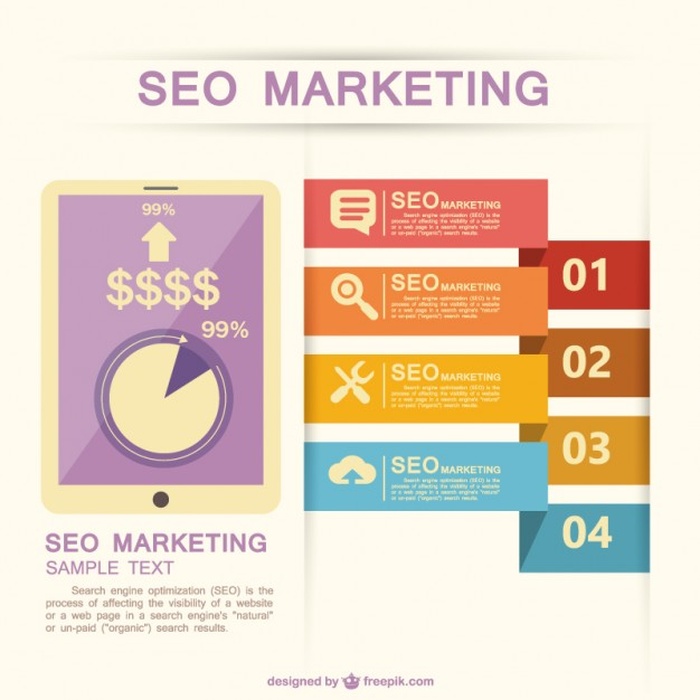 SEO MARKETING
99%
$$$$
99%
SEO MARKETING
SAMPLE TEXT
Search engine optimization (SEO) is the
process of affecting the visibility of a website
or a web page in a search engine's "natural"
or un-paid ("organic") search results.
SEO MARKETING
Search engine optimization (SEO) is the
process of affecting the visibility of a website
or a web page in a search engine's "natural"
or un-paid ("organic") search results.
01
SEO MARKETING
Search engine optimization (SEO) is the
process of affecting the visibility of a website
or a web page in a search engine's "natural"
or un-paid ("organic") search results.
02
SEO MARKETING
Search engine optimization (SEO) is the
process of affecting the visibility of a website
or a web page in a search engine's "natural"
or un-paid ("organic") search results.
03
SEO MARKETING
Search engine optimization (SEO) is the
process of affecting the visibility of a website
or a web page in a search engine's "natural"
or un-paid ("organic") search results.
04
designed by freepik.com